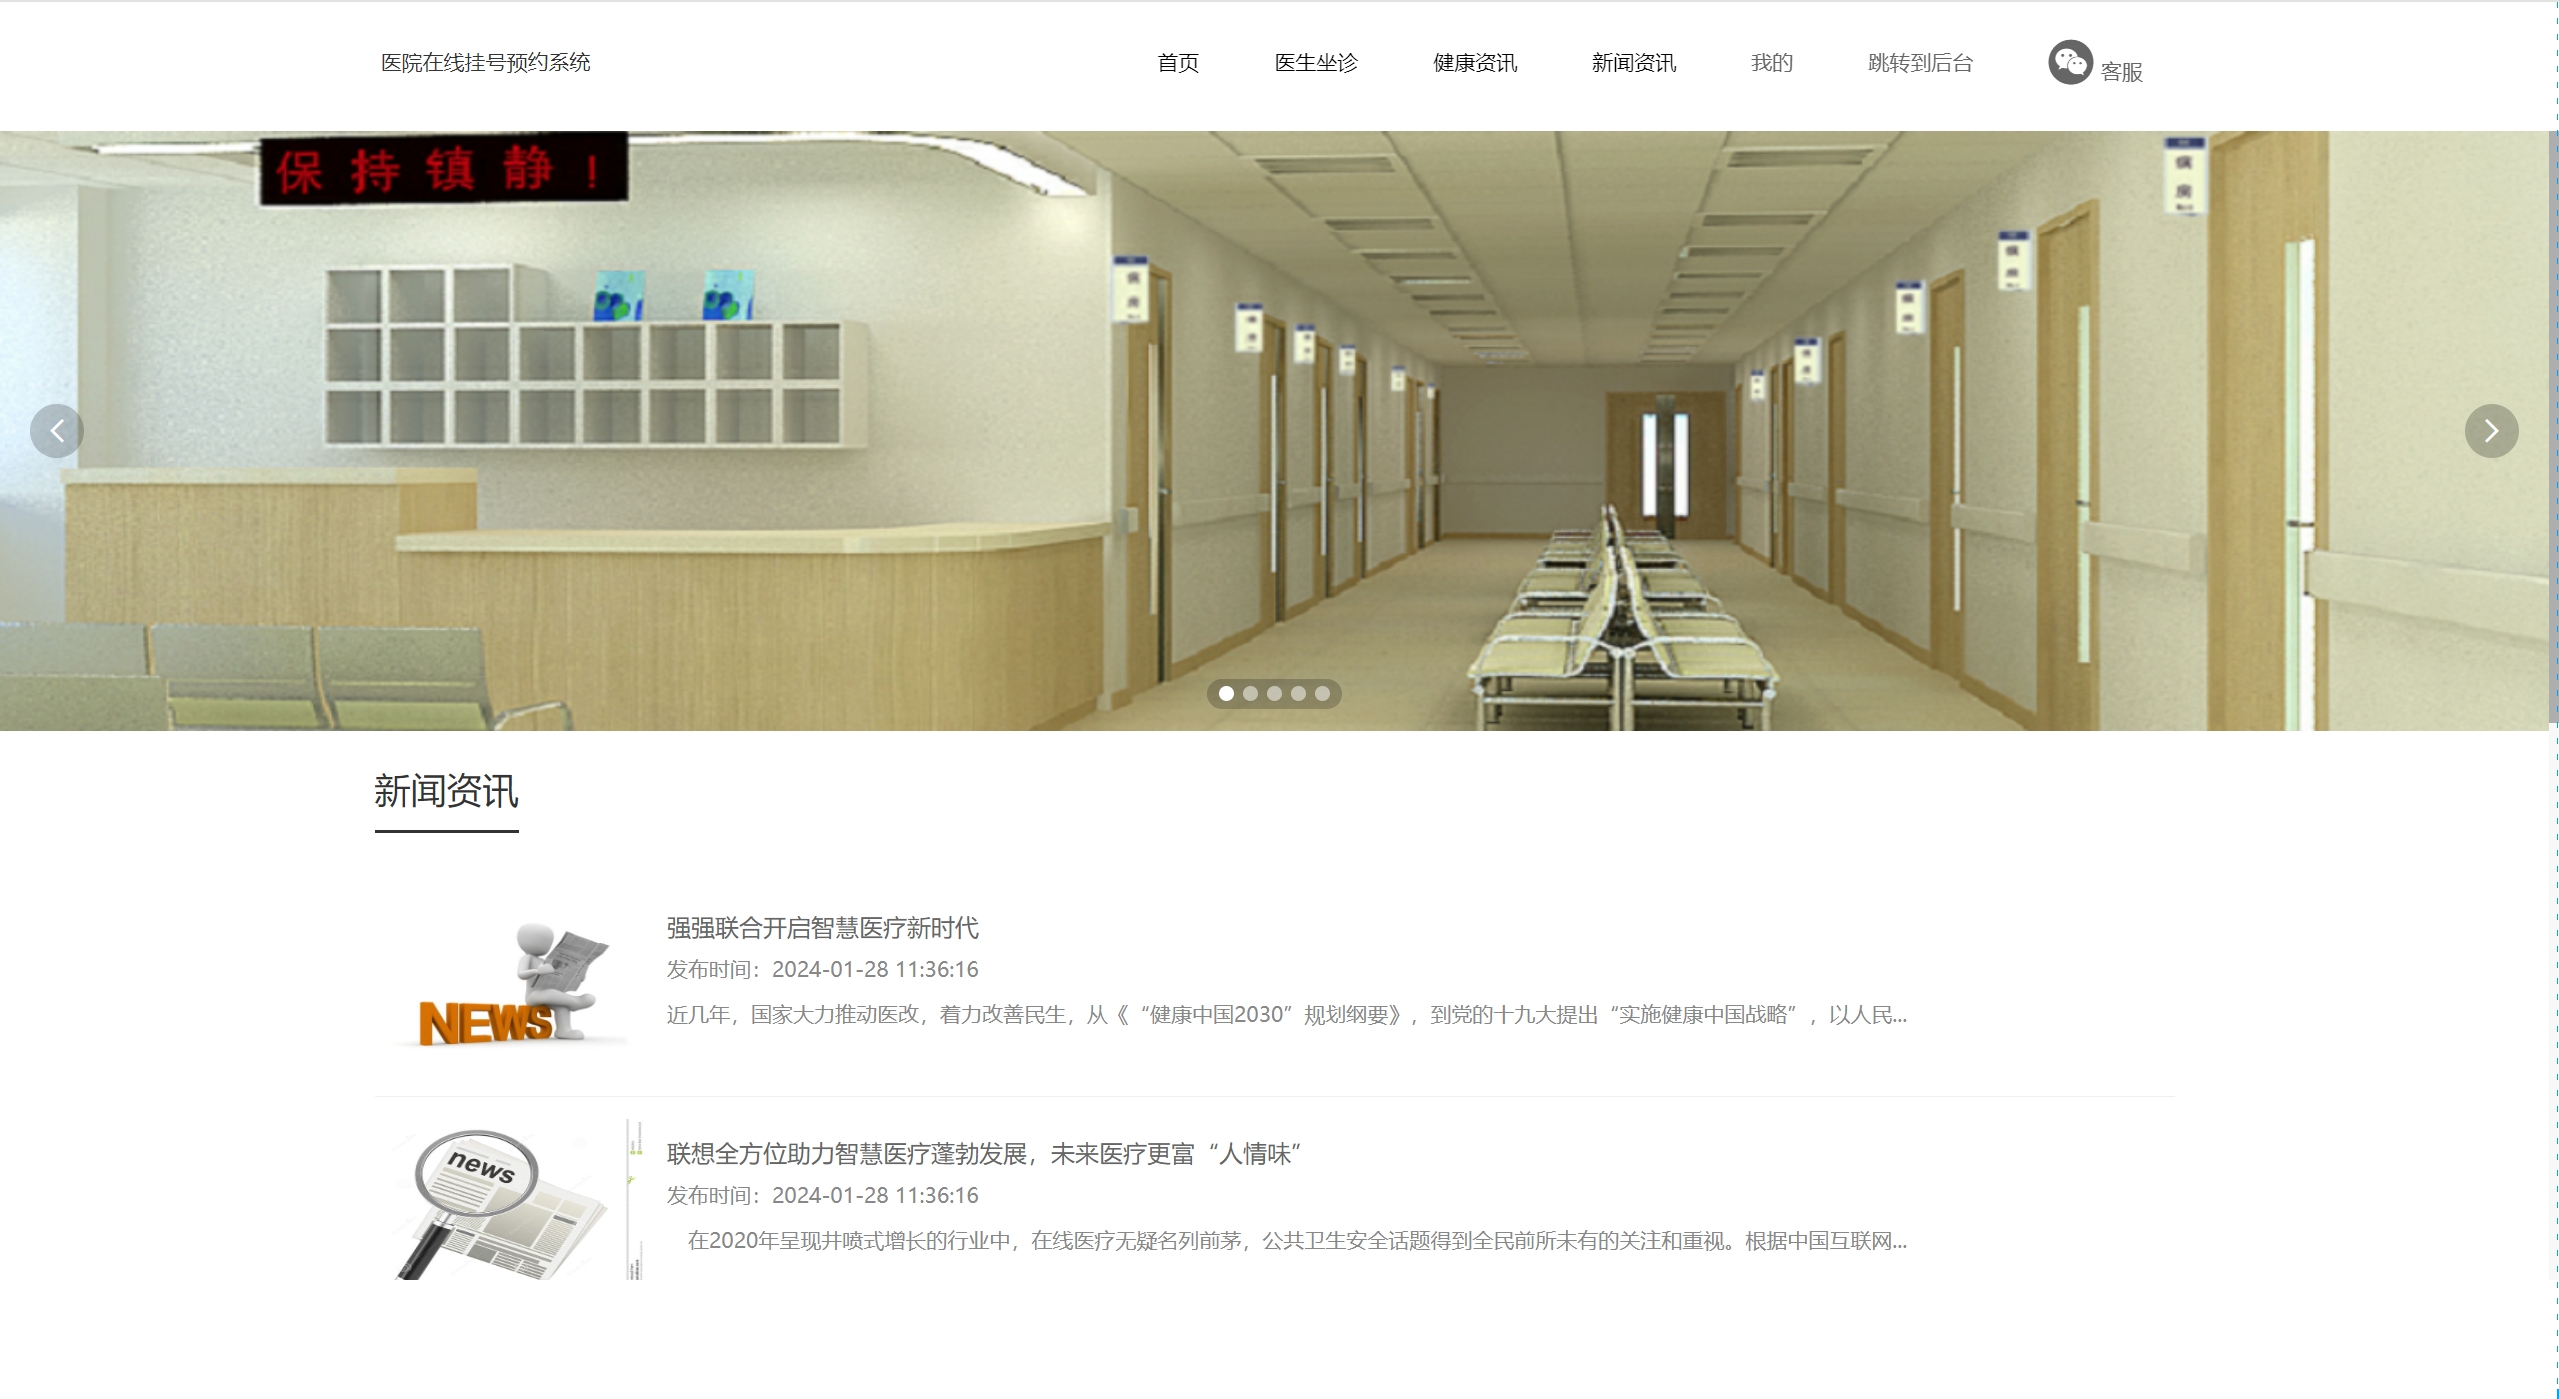 医院在线挂号预约系统
首页 医生坐诊 健康资讯 新闻资讯 我的 跳转到后台 客服
保持镇静！
病房
新闻资讯
强强联合开启智慧医疗新时代
发布时间：2024-01-28 11:36:16
近几年，国家大力推动医改，着力改善民生，从《“健康中国2030”规划纲要》，到党的十九大提出“实施健康中国战略”，以人民...
NEWS
联想全方位助力智慧医疗蓬勃发展，未来医疗更富“人情味”
发布时间：2024-01-28 11:36:16
在2020年呈现井喷式增长的行业中，在线医疗无疑名列前茅，公共卫生安全话题得到全民前所未有的关注和重视。根据中国互联网...
news